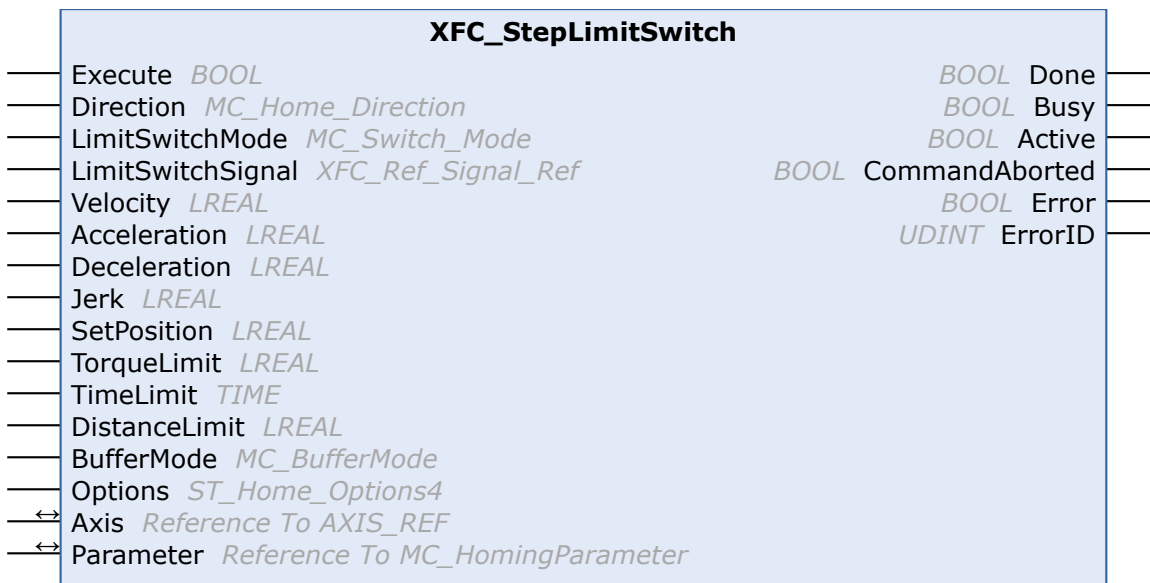 XFC_StepLimitSwitch
Execute BOOL BOOL Done
Direction MC_Home_Direction BOOL Busy
LimitSwitchMode MC_Switch_Mode BOOL Active
LimitSwitchSignal XFC_Ref_Signal_Ref BOOL CommandAborted
Velocity LREAL BOOL Error
Acceleration LREAL UDINT ErrorID
Deceleration LREAL
Jerk LREAL
SetPosition LREAL
TorqueLimit LREAL
TimeLimit TIME
DistanceLimit LREAL
BufferMode MC_BufferMode
Options ST_Home_Options4
↔ Axis Reference To AXIS_REF
↔ Parameter Reference To MC_HomingParameter